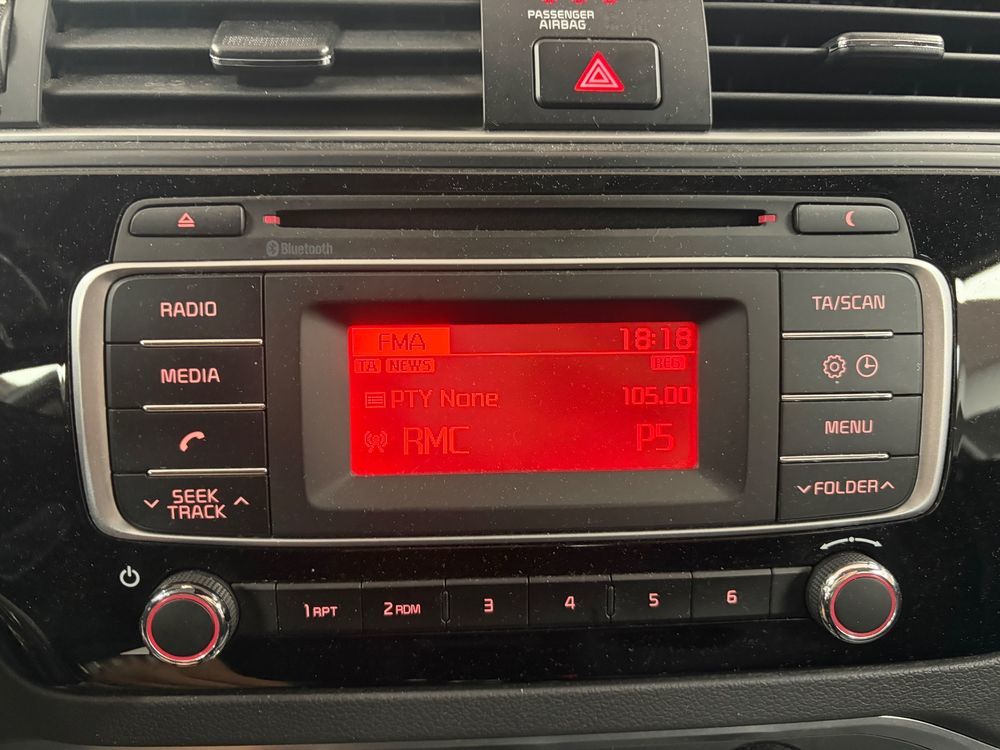 PASSENGER
AIRBAG
Bluetooth
RADIO
MEDIA
SEEK
TRACK
FMA 18:18
TA NEWS REG
PTY None 105.00
RMC P5
TA/SCAN
MENU
FOLDER
1 RPT 2 RDM 3 4 5 6